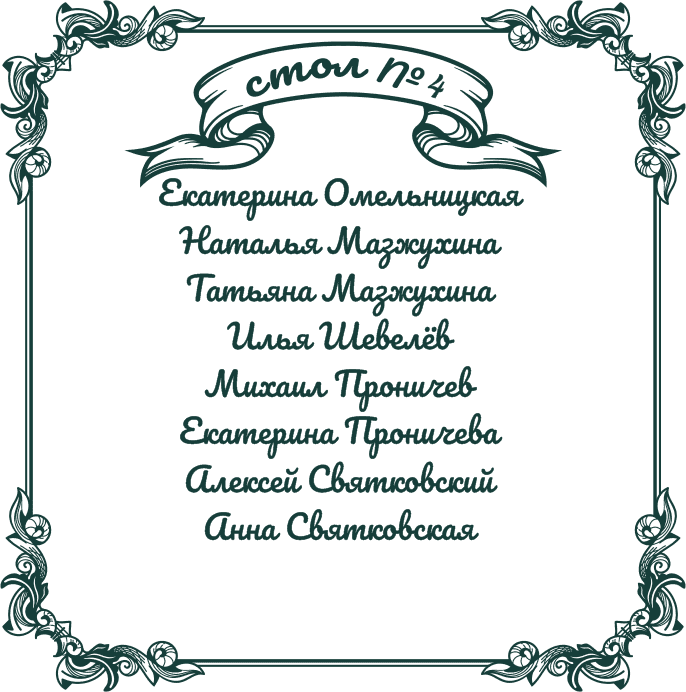 стол № 4
Екатерина Омельницкая
Наталья Мазжухина
Татьяна Мазжухина
Илья Шевелёв
Михаил Проничев
Екатерина Проничева
Алексей Святковский
Анна Святковская